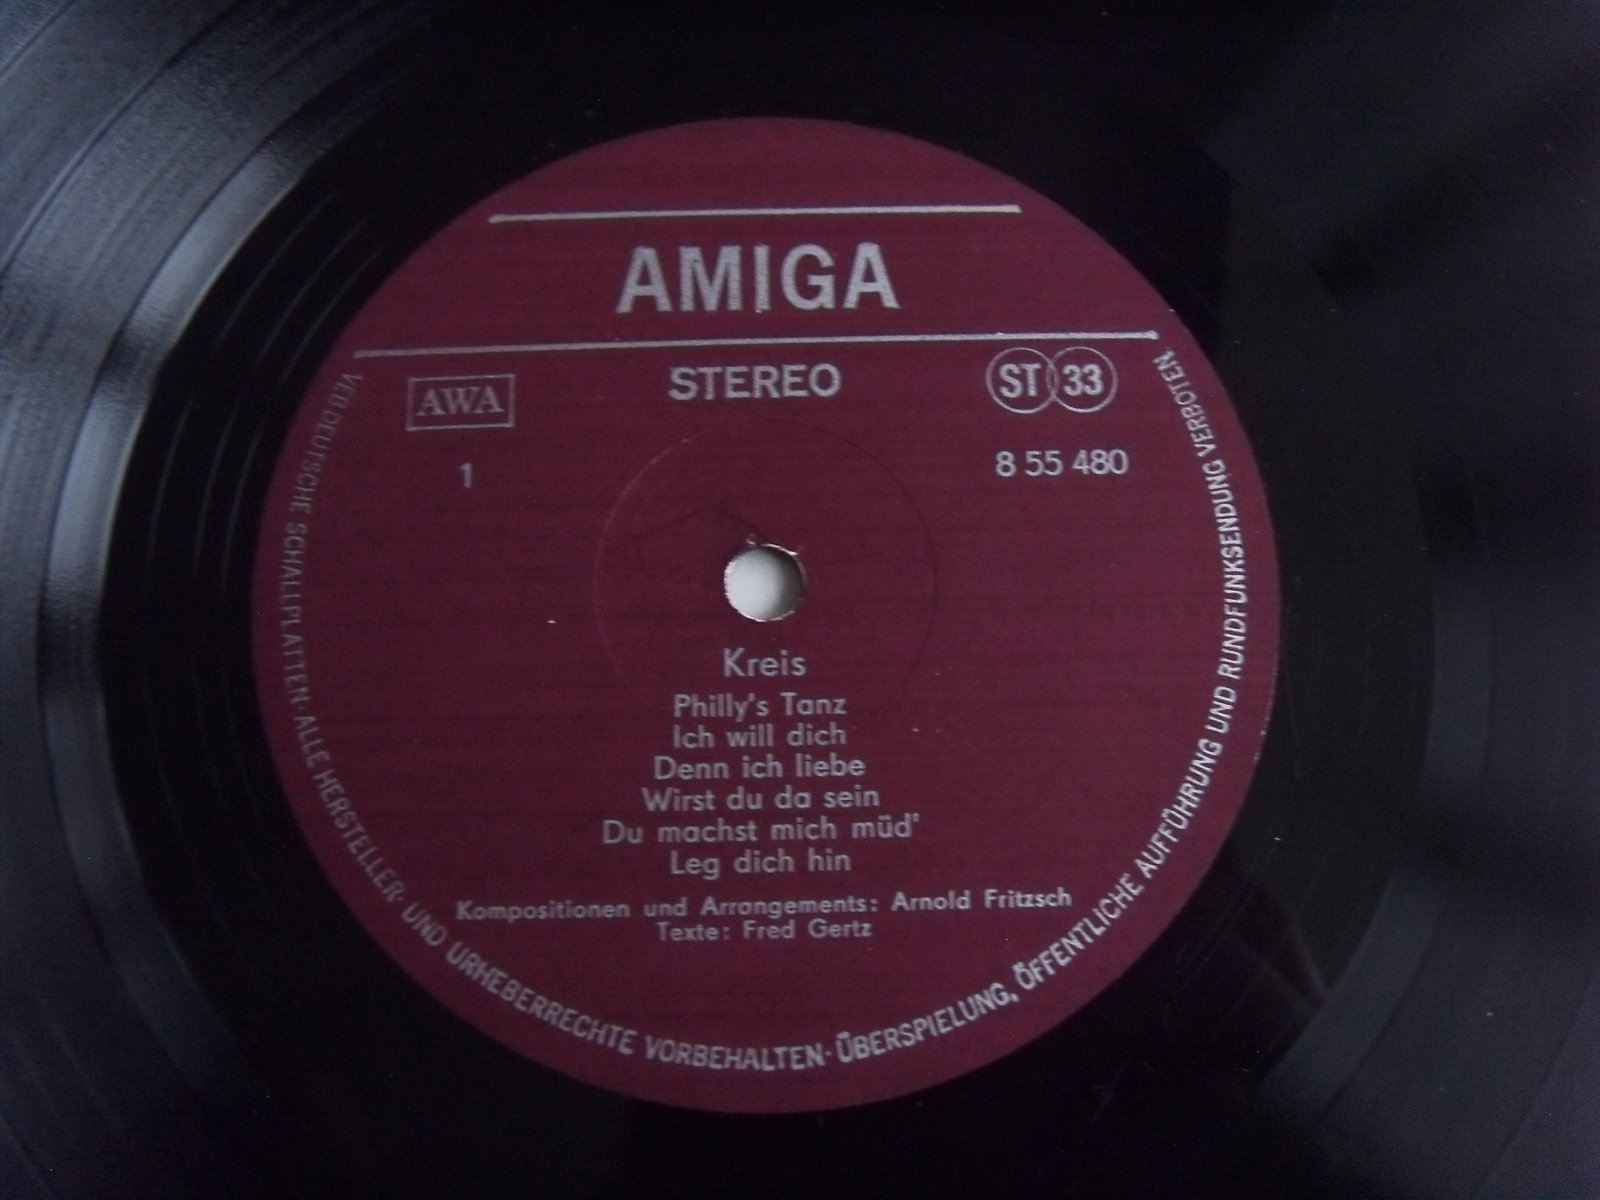 AMIGA
AWA
STEREO
ST 33
1
8 55 480
Kreis
Philly's Tanz
Ich will dich
Denn ich liebe
Wirst du da sein
Du machst mich müd'
Leg dich hin
Kompositionen und Arrangements: Arnold Fritzsch
Texte: Fred Gertz
VEB DEUTSCHE SCHALLPLATTEN · ALLE HERSTELLER- UND URHEBERRECHTE VORBEHALTEN · ÜBERSPIELUNG, ÖFFENTLICHE AUFFÜHRUNG UND RUNDFUNKSENDUNG VERBOTEN.